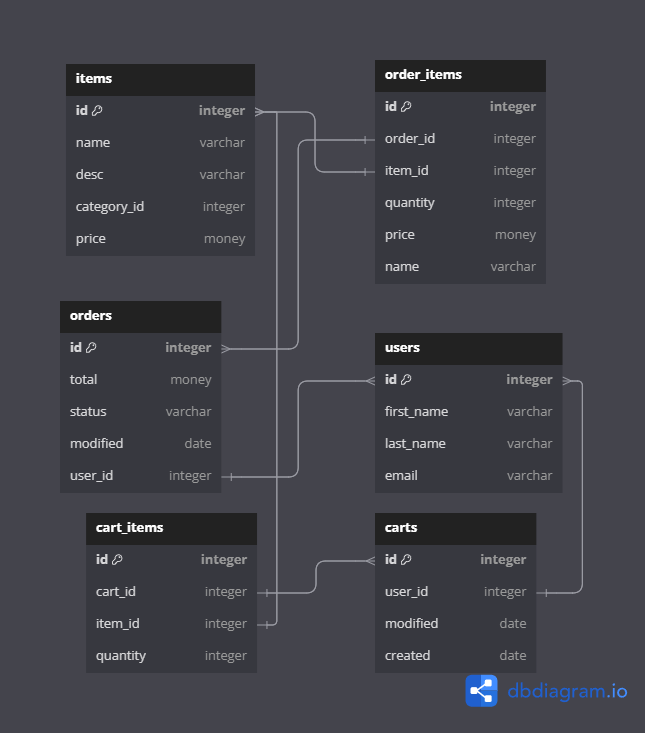 items
id integer
name varchar
desc varchar
category_id integer
price money
order_items
id integer
order_id integer
item_id integer
quantity integer
price money
name varchar
orders
id integer
total money
status varchar
modified date
user_id integer
users
id integer
first_name varchar
last_name varchar
email varchar
cart_items
id integer
cart_id integer
item_id integer
quantity integer
carts
id integer
user_id integer
modified date
created date
dbdiagram.io